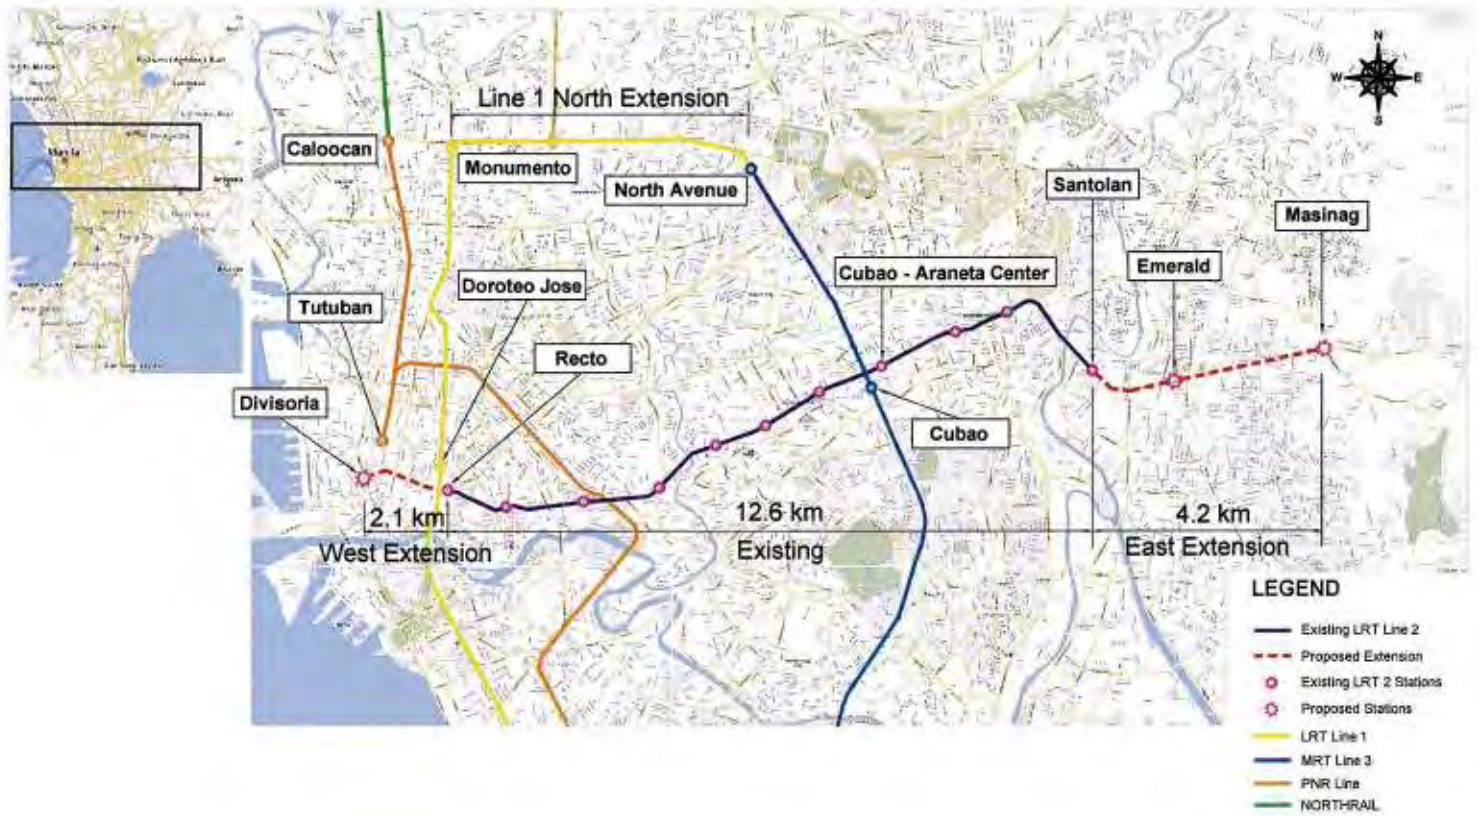 N
W E
S
Manila
Line 1 North Extension
Caloocan
Monumento
North Avenue
Santolan
Masinag
Cubao - Araneta Center
Emerald
Doroteo Jose
Tutuban
Recto
Divisoria
Cubao
2.1 km
12.6 km
4.2 km
West Extension
Existing
East Extension
LEGEND
Existing LRT Line 2
Proposed Extension
Existing LRT 2 Stations
Proposed Stations
LRT Line 1
MRT Line 3
PNR Line
NORTHRAIL